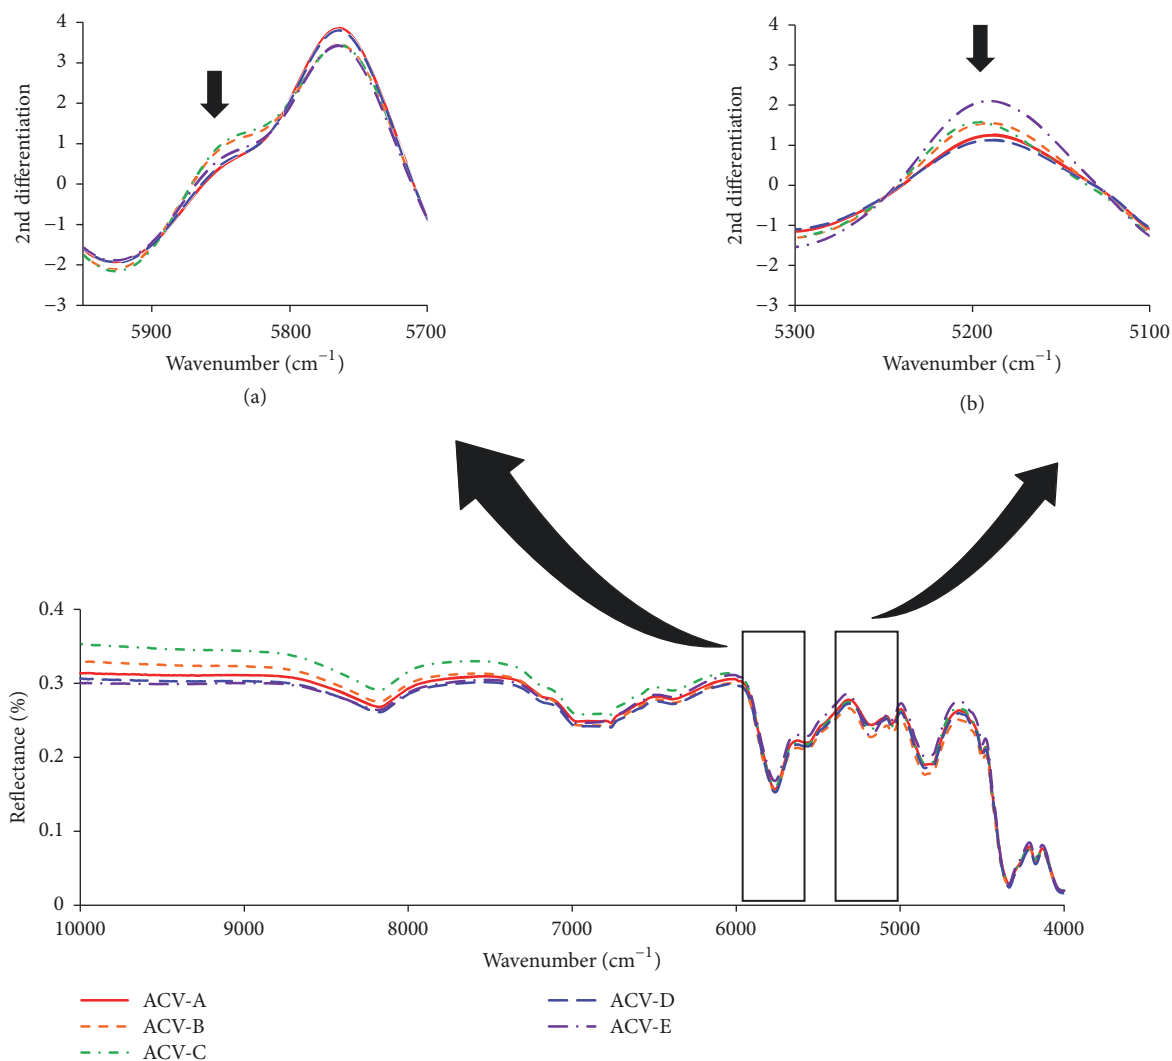 2nd differentiation
4
3
2
1
0
−1
−2
−3
5900 5800 5700
Wavenumber (cm−1)
(a)
2nd differentiation
4
3
2
1
0
−1
−2
−3
5300 5200 5100
Wavenumber (cm−1)
(b)
Reflectance (%)
0.4
0.3
0.2
0.1
0
10000 9000 8000 7000 6000 5000 4000
Wavenumber (cm−1)
ACV-A
ACV-B
ACV-C
ACV-D
ACV-E